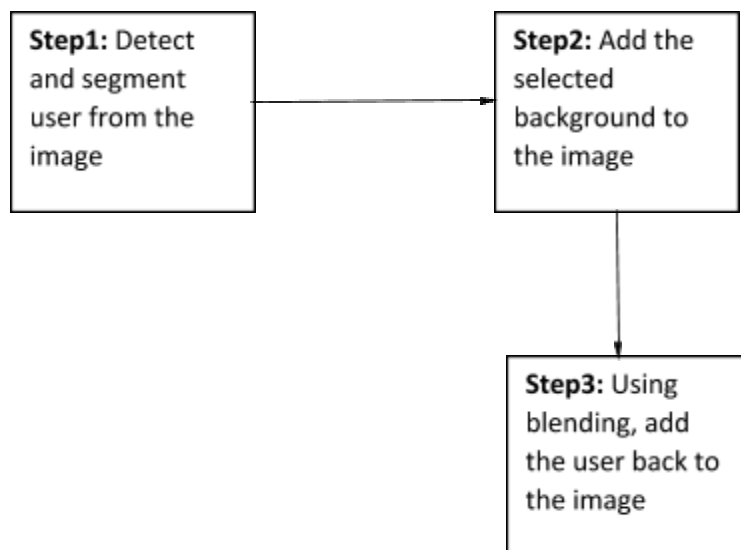 Step1: Detect
and segment
user from the
image
Step2: Add the
selected
background to
the image
Step3: Using
blending, add
the user back to
the image